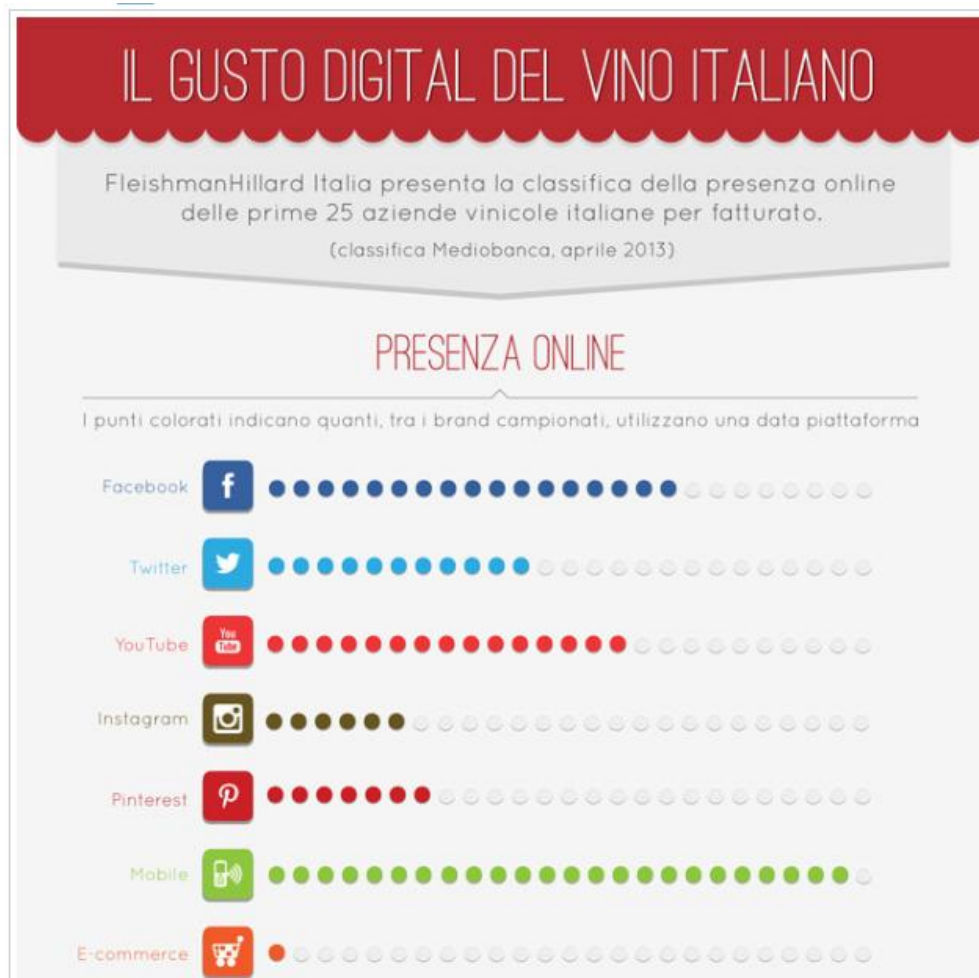 IL GUSTO DIGITAL DEL VINO ITALIANO
FleishmanHillard Italia presenta la classifica della presenza online
delle prime 25 aziende vinicole italiane per fatturato.
(classifica Mediobanca, aprile 2013)
PRESENZA ONLINE
I punti colorati indicano quanti, tra i brand campionati, utilizzano una data piattaforma
Facebook f
Twitter
YouTube You
Tube
Instagram
Pinterest
Mobile
E-commerce